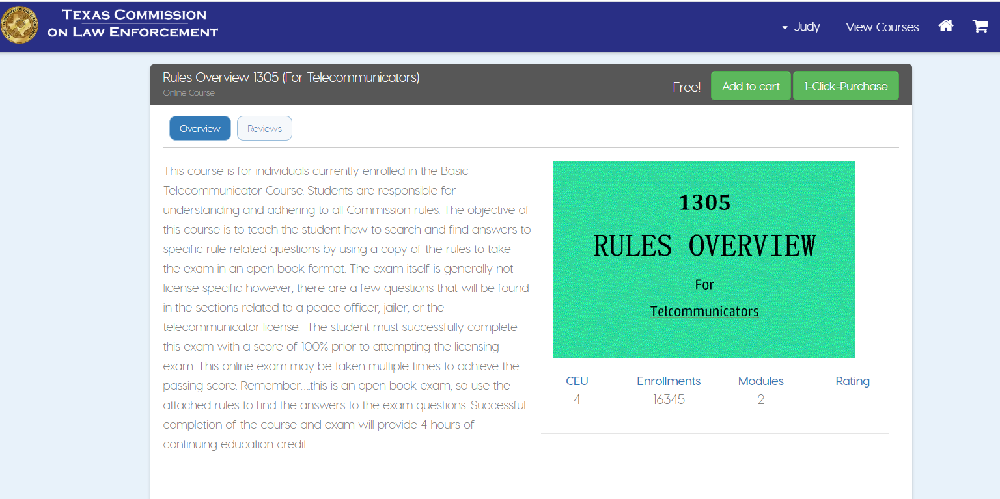 TEXAS COMMISSION
ON LAW ENFORCEMENT
Judy
View Courses
Rules Overview 1305 (For Telecommunicators)
Online Course
Free!
Add to cart
1-Click-Purchase
Overview
Reviews
This course is for individuals currently enrolled in the Basic
Telecommunicator Course. Students are responsible for
understanding and adhering to all Commission rules. The objective of
this course is to teach the student how to search and find answers to
specific rule related questions by using a copy of the rules to take
the exam in an open book format. The exam itself is generally not
license specific however, there are a few questions that will be found
in the sections related to a peace officer, jailer, or the
telecommunicator license.  The student must successfully complete
this exam with a score of 100% prior to attempting the licensing
exam. This online exam may be taken multiple times to achieve the
passing score. Remember....this is an open book exam, so use the
attached rules to find the answers to the exam questions. Successful
completion of the course and exam will provide 4 hours of
continuing education credit.
1305
RULES OVERVIEW
For
Telcommunicators
CEU
Enrollments
Modules
Rating
4
16345
2